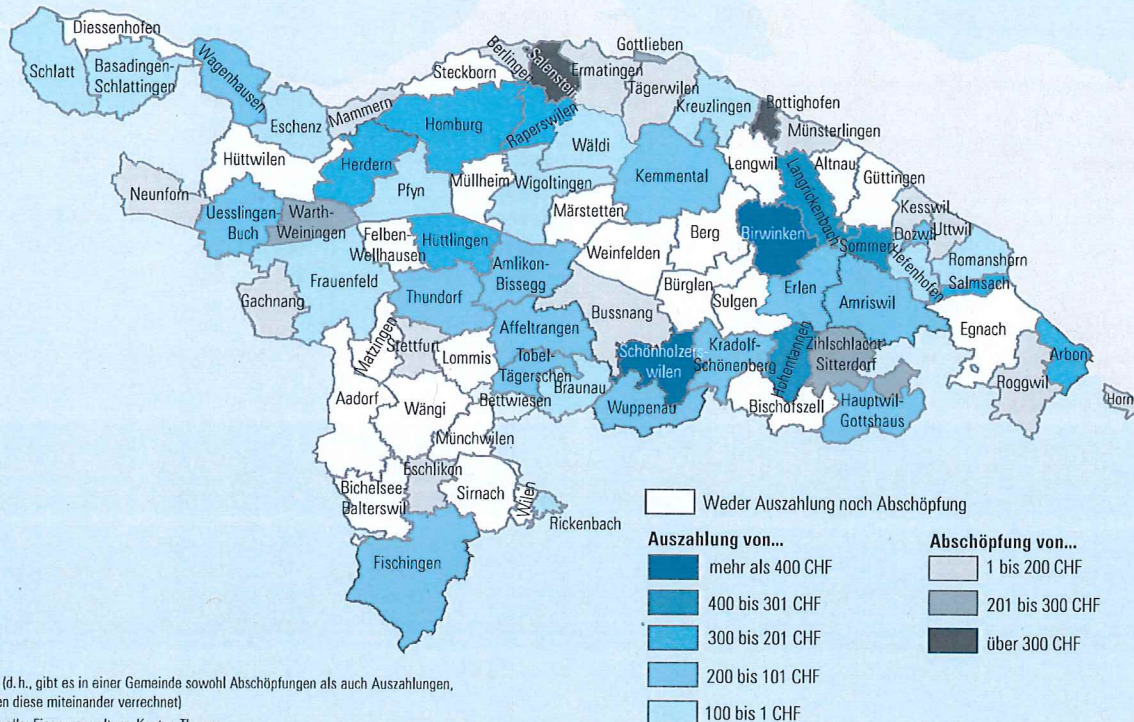 Diessenhofen
Schlatt
Basadingen-
Schlattingen
Wagenhausen
Eschenz
Mammern
Steckborn
Berlingen
Salenstein
Ermatingen
Gottlieben
Tägerwilen
Kreuzlingen
Bottighofen
Münsterlingen
Homburg
Raperswilen
Wäldi
Hüttwilen
Herdern
Neunforn
Pfyn
Müllheim
Wigoltingen
Kemmental
Lengwil
Langrickenbach
Altnau
Güttingen
Kesswil
Dozwil
Uttwil
Uesslingen-
Buch
Warth-
Weiningen
Felben-
Wellhausen
Hüttlingen
Märstetten
Weinfelden
Berg
Birwinken
Sommeri
Hefenhofen
Romanshorn
Salmsach
Frauenfeld
Gachnang
Thundorf
Amlikon-
Bissegg
Bussnang
Bürglen
Sulgen
Erlen
Amriswil
Egnach
Arbon
Matzingen
Stettfurt
Lommis
Affeltrangen
Tobel-
Tägerschen
Braunau
Bettwiesen
Schönholzers-
wilen
Wuppenau
Kradolf-
Schönenberg
Hohentannen
Zihlschlacht-
Sitterdorf
Bischofszell
Hauptwil-
Gottshaus
Roggwil
Horn
Aadorf
Wängi
Münchwilen
Eschlikon
Bichelsee-
Balterswil
Sirnach
Wilen
Rickenbach
Fischingen
Weder Auszahlung noch Abschöpfung
Auszahlung von...
mehr als 400 CHF
400 bis 301 CHF
300 bis 201 CHF
200 bis 101 CHF
100 bis 1 CHF
Abschöpfung von...
1 bis 200 CHF
201 bis 300 CHF
über 300 CHF
(d.h., gibt es in einer Gemeinde sowohl Abschöpfungen als auch Auszahlungen,
diese miteinander verrechnet)